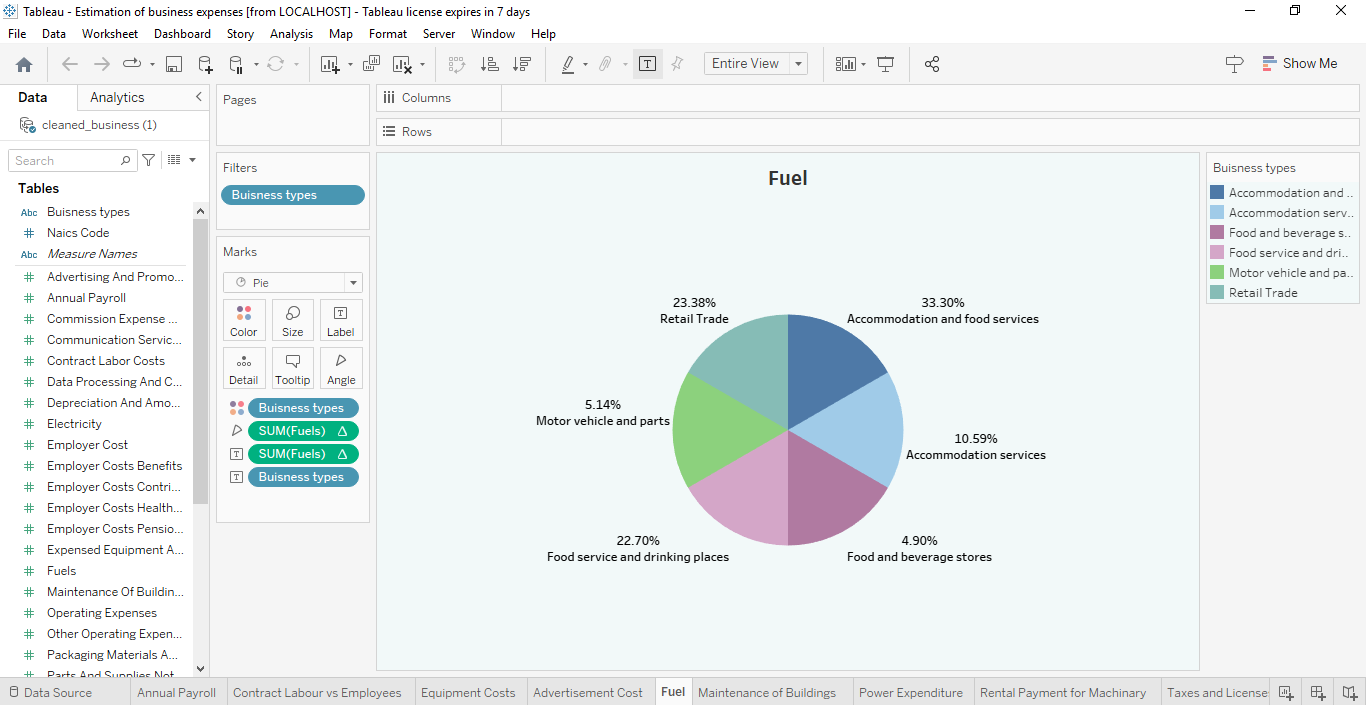 Tableau - Estimation of business expenses [from LOCALHOST] - Tableau license expires in 7 days
File Data Worksheet Dashboard Story Analysis Map Format Server Window Help
Entire View
Show Me
Data
Analytics
cleaned_business (1)
Search
Tables
Abc Buisness types
# Naics Code
Abc Measure Names
# Advertising And Promo...
# Annual Payroll
# Commission Expense ...
# Communication Servic...
# Contract Labor Costs
# Data Processing And C...
# Depreciation And Amo...
# Electricity
# Employer Cost
# Employer Costs Benefits
# Employer Costs Contri...
# Employer Costs Health...
# Employer Costs Pensio...
# Expensed Equipment A...
# Fuels
# Maintenance Of Buildin...
# Operating Expenses
# Other Operating Expen...
# Packaging Materials A...
# Parts And Supplies Not
Pages
Filters
Buisness types
Marks
Pie
Color
Size
T
Label
Detail
Tooltip
Angle
Buisness types
SUM(Fuels) Δ
T SUM(Fuels) Δ
T Buisness types
Columns
Rows
Fuel
23.38%
Retail Trade
33.30%
Accommodation and food services
5.14%
Motor vehicle and parts
10.59%
Accommodation services
22.70%
Food service and drinking places
4.90%
Food and beverage stores
Buisness types
Accommodation and ..
Accommodation serv..
Food and beverage s..
Food service and dri..
Motor vehicle and pa..
Retail Trade
Data Source
Annual Payroll
Contract Labour vs Employees
Equipment Costs
Advertisement Cost
Fuel
Maintenance of Buildings
Power Expenditure
Rental Payment for Machinary
Taxes and License